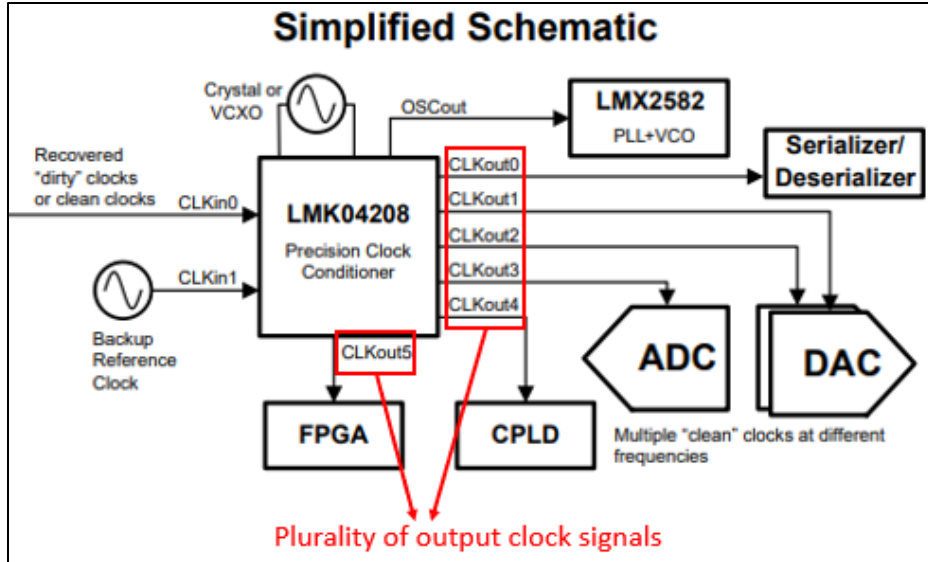 Simplified Schematic
Crystal or
VCXO
OSCout
LMX2582
PLL+VCO
Recovered
"dirty" clocks
or clean clocks
CLKin0
LMK04208
Precision Clock
Conditioner
CLKout0
CLKout1
CLKout2
CLKout3
CLKout4
Serializer/
Deserializer
CLKin1
Backup
Reference
Clock
CLKout5
FPGA
CPLD
ADC
DAC
Multiple "clean" clocks at different
frequencies
Plurality of output clock signals